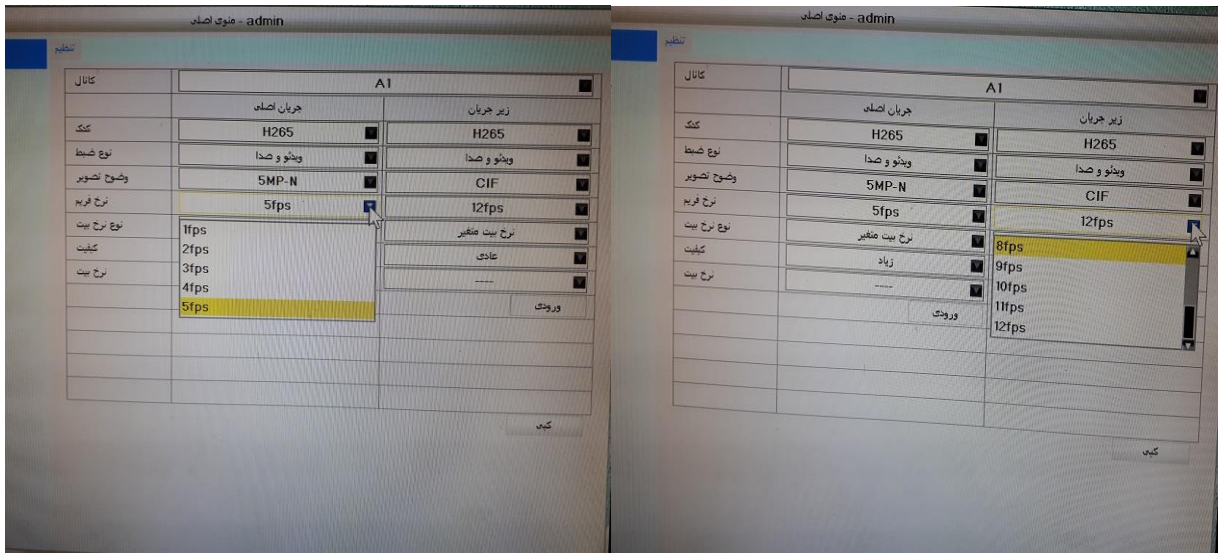 منوی اصلی - admin
تنظیم
کانال A1
جریان اصلی زیر جریان
کدک H265 H265
نوع ضبط ویدئو و صدا ویدئو و صدا
وضوح تصویر 5MP-N CIF
نرخ فریم 5fps 12fps
نوع نرخ بیت نرخ بیت متغیر
کیفیت عادی
نرخ بیت ----
1fps
2fps
3fps
4fps
5fps
ورودی
کپی
منوی اصلی - admin
تنظیم
کانال A1
جریان اصلی زیر جریان
کدک H265 H265
نوع ضبط ویدئو و صدا ویدئو و صدا
وضوح تصویر 5MP-N CIF
نرخ فریم 5fps 12fps
نوع نرخ بیت نرخ بیت متغیر
کیفیت زیاد
نرخ بیت ----
8fps
9fps
10fps
11fps
12fps
ورودی
کپی